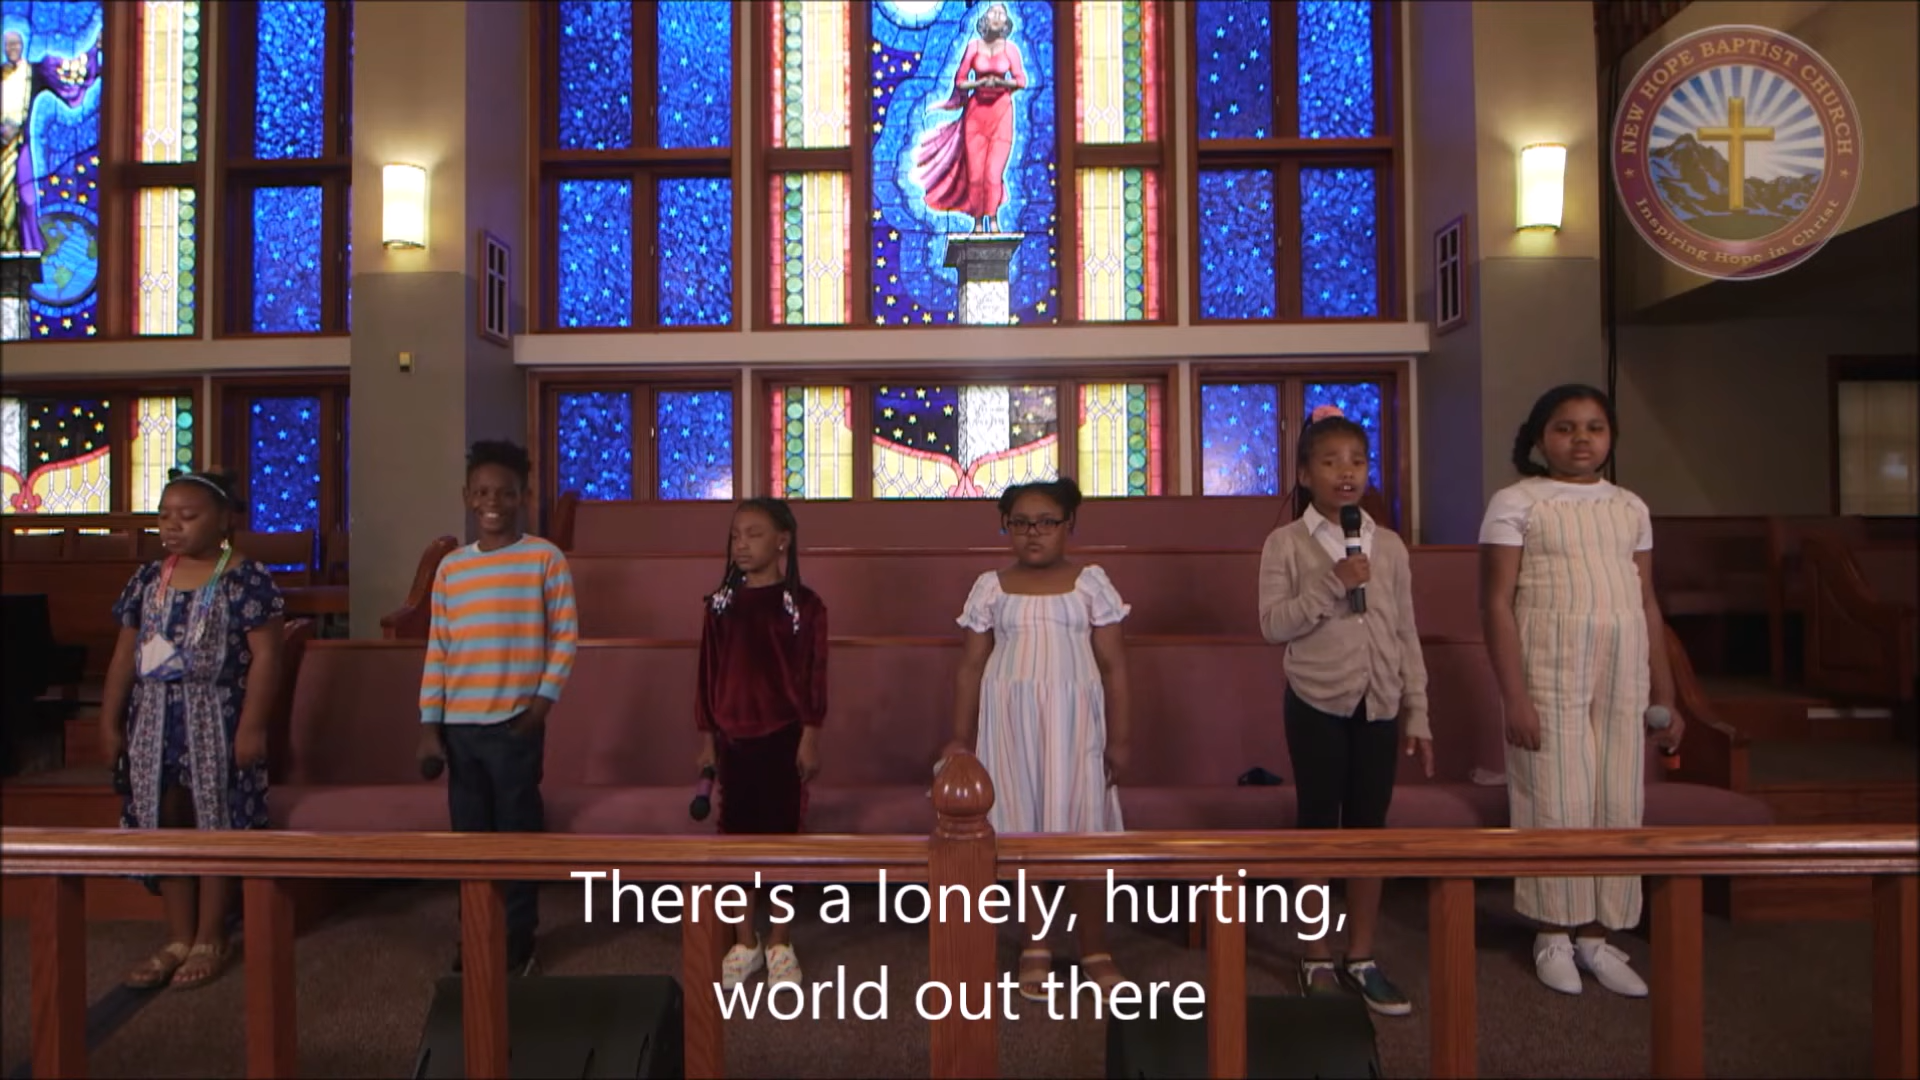 NEW HOPE BAPTIST CHURCH
Inspiring Hope in Christ
There's a lonely, hurting,
world out there